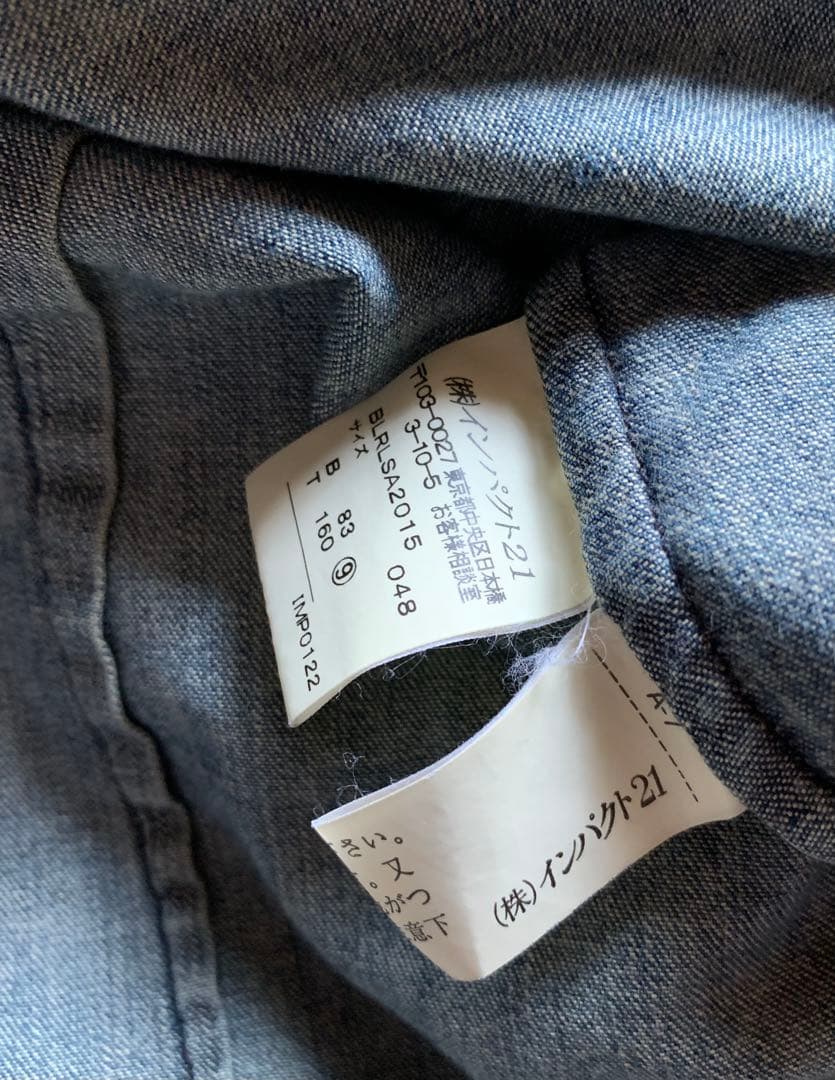 (株)インパクト21
〒103-0027 東京都中央区日本橋
3-10-5 お客様相談室
BLRLSA2015 048
サイズ
B 83
T 160 ⑨
IMP0122
A-7
(株)インパクト21
下
つ
又 が
い。
さ 。